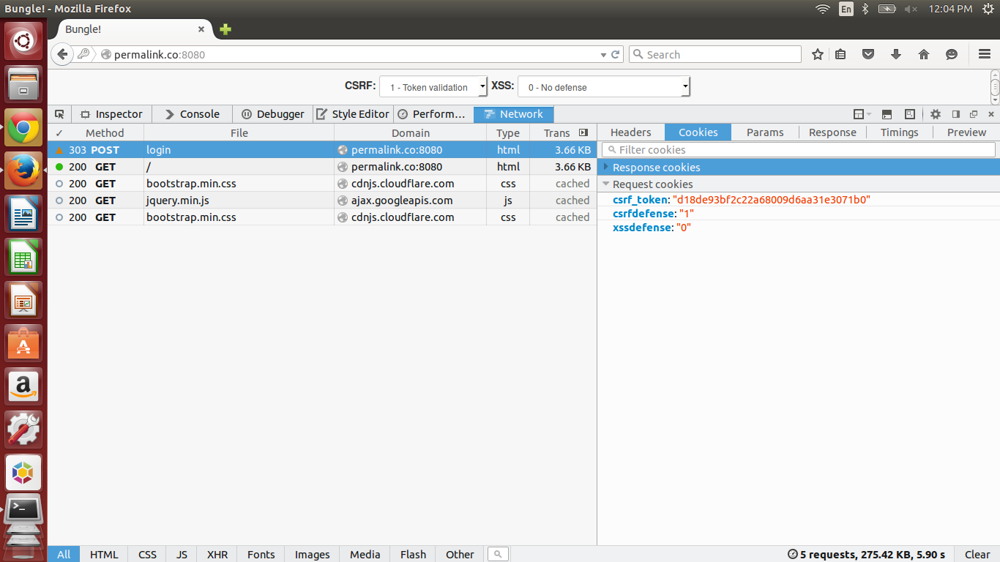 Bungle! - Mozilla Firefox
En
12:04 PM
Bungle!
permalink.co:8080
Search
CSRF: 1 - Token validation XSS: 0 - No defense
Inspector Console Debugger Style Editor Perform… Network
✓ Method File Domain Type Trans
303 POST login permalink.co:8080 html 3.66 KB
200 GET / permalink.co:8080 html 3.66 KB
200 GET bootstrap.min.css cdnjs.cloudflare.com css cached
200 GET jquery.min.js ajax.googleapis.com js cached
200 GET bootstrap.min.css cdnjs.cloudflare.com css cached
Headers Cookies Params Response Timings Preview
Filter cookies
Response cookies
Request cookies
csrf_token: "d18de93bf2c22a68009d6aa31e3071b0"
csrfdefense: "1"
xssdefense: "0"
All HTML CSS JS XHR Fonts Images Media Flash Other
5 requests, 275.42 KB, 5.90 s
Clear